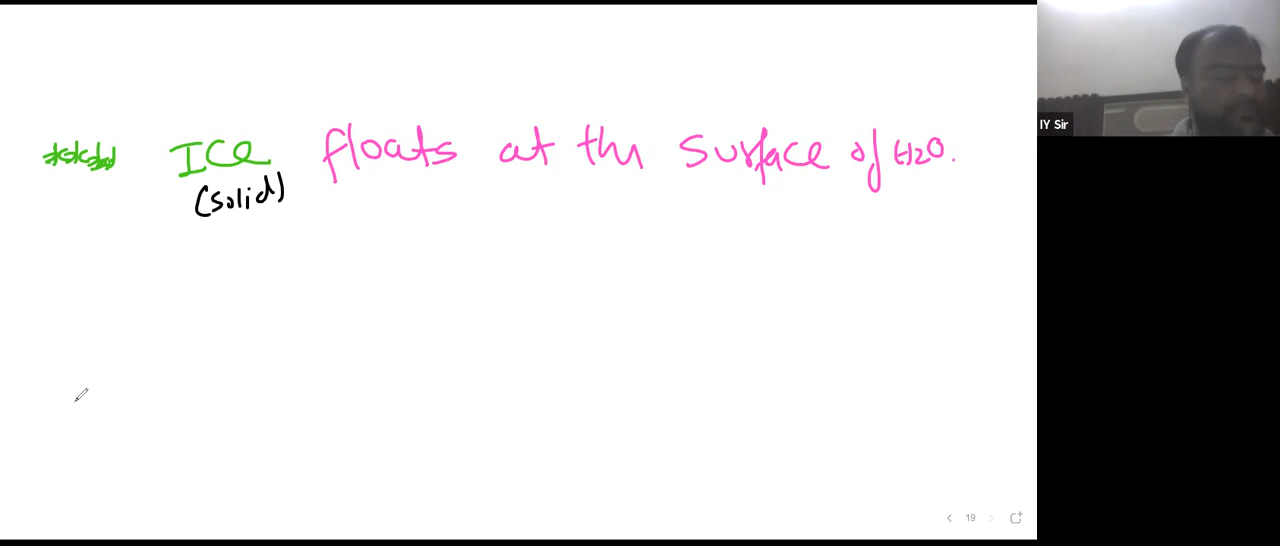 *** ICe floats at the surface of H2O.
(solid)
IY Sir
19